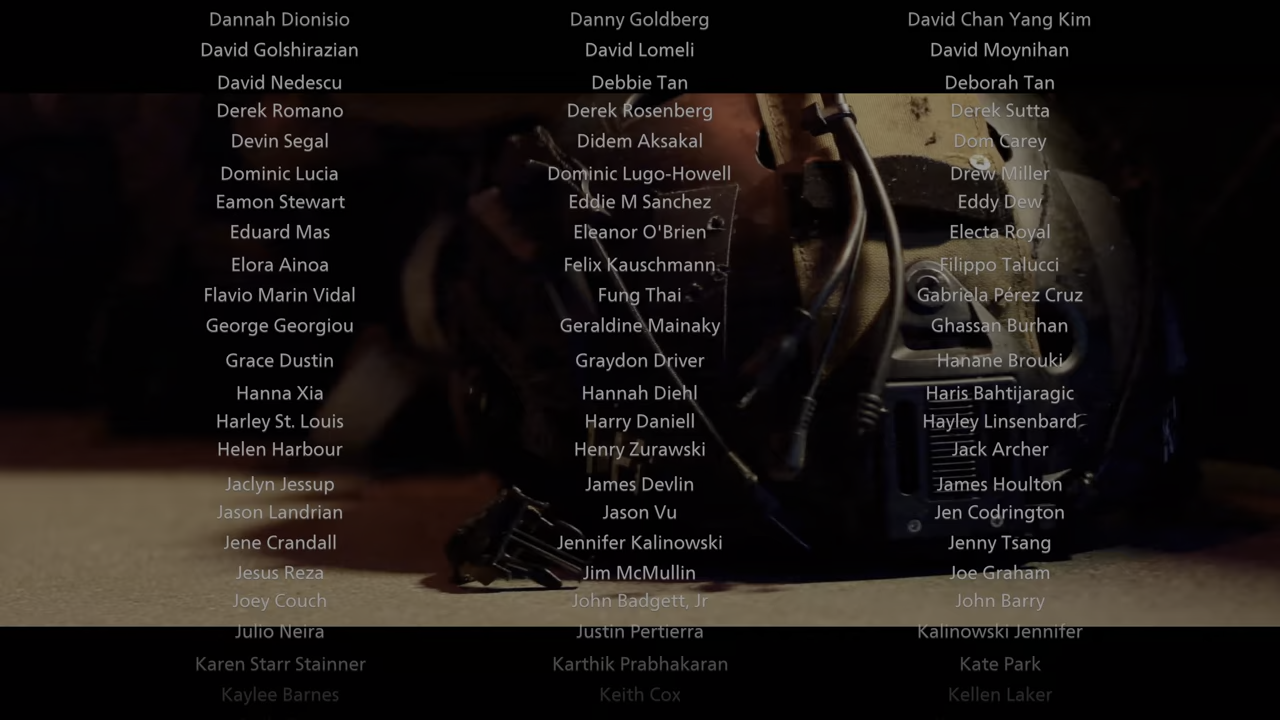 Dannah Dionisio Danny Goldberg David Chan Yang Kim
David Golshirazian David Lomeli David Moynihan
David Nedescu Debbie Tan Deborah Tan
Derek Romano Derek Rosenberg Derek Sutta
Devin Segal Didem Aksakal Dom Carey
Dominic Lucia Dominic Lugo-Howell Drew Miller
Eamon Stewart Eddie M Sanchez Eddy Dew
Eduard Mas Eleanor O'Brien Electa Royal
Elora Ainoa Felix Kauschmann Filippo Talucci
Flavio Marin Vidal Fung Thai Gabriela Pérez Cruz
George Georgiou Geraldine Mainaky Ghassan Burhan
Grace Dustin Graydon Driver Hanane Brouki
Hanna Xia Hannah Diehl Haris Bahtijaragic
Harley St. Louis Harry Daniell Hayley Linsenbard
Helen Harbour Henry Zurawski Jack Archer
Jaclyn Jessup James Devlin James Houlton
Jason Landrian Jason Vu Jen Codrington
Jene Crandall Jennifer Kalinowski Jenny Tsang
Jesus Reza Jim McMullin Joe Graham
Joey Couch John Badgett, Jr John Barry
Julio Neira Justin Pertierra Kalinowski Jennifer
Karen Starr Stainner Karthik Prabhakaran Kate Park
Kaylee Barnes Keith Cox Kellen Laker